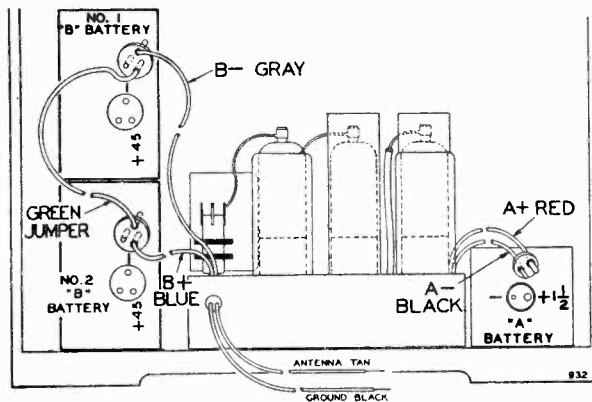 NO. 1
"B" BATTERY
B- GRAY
- +45
GREEN
JUMPER
NO.2
"B"
BATTERY
- +45
B+
BLUE
A+ RED
A-
BLACK
- +1½
"A"
BATTERY
ANTENNA TAN
GROUND BLACK
932